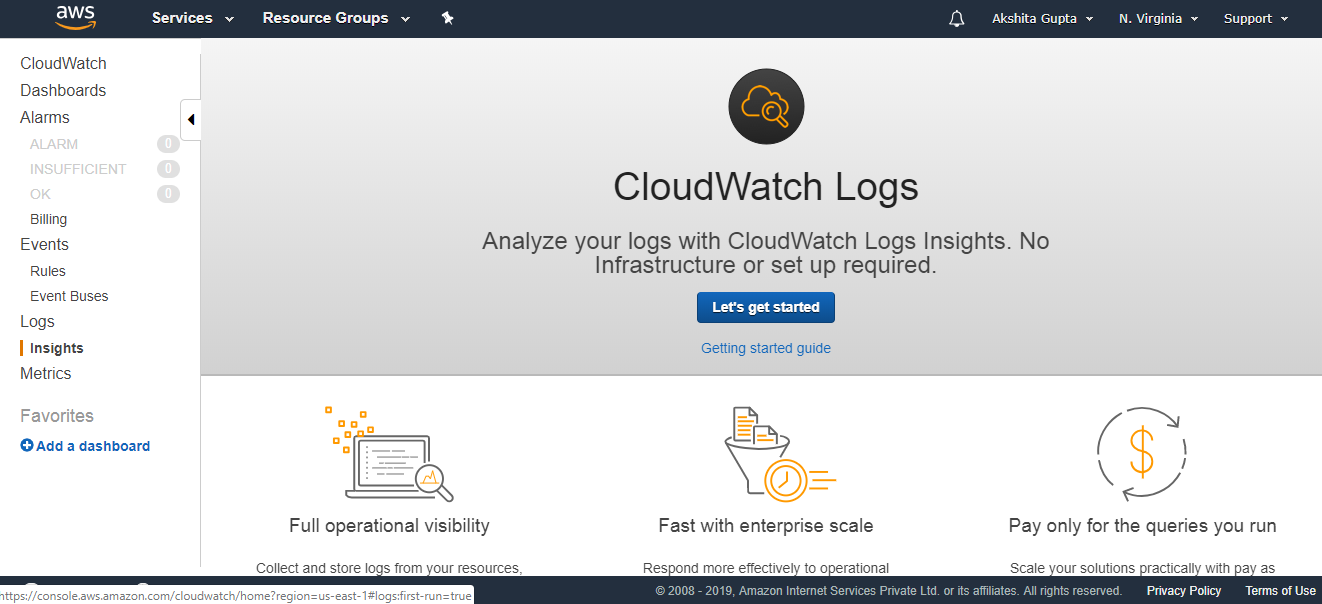 aws Services Resource Groups Akshita Gupta N. Virginia Support
CloudWatch
Dashboards
Alarms
ALARM 0
INSUFFICIENT 0
OK 0
Billing
Events
Rules
Event Buses
Logs
Insights
Metrics
Favorites
Add a dashboard
CloudWatch Logs
Analyze your logs with CloudWatch Logs Insights. No
Infrastructure or set up required.
Let's get started
Getting started guide
Full operational visibility
Collect and store logs from your resources,
Fast with enterprise scale
Respond more effectively to operational
Pay only for the queries you run
Scale your solutions practically with pay as
https://console.aws.amazon.com/cloudwatch/home?region=us-east-1#logs:first-run=true
© 2008 - 2019, Amazon Internet Services Private Ltd. or its affiliates. All rights reserved. Privacy Policy Terms of Use